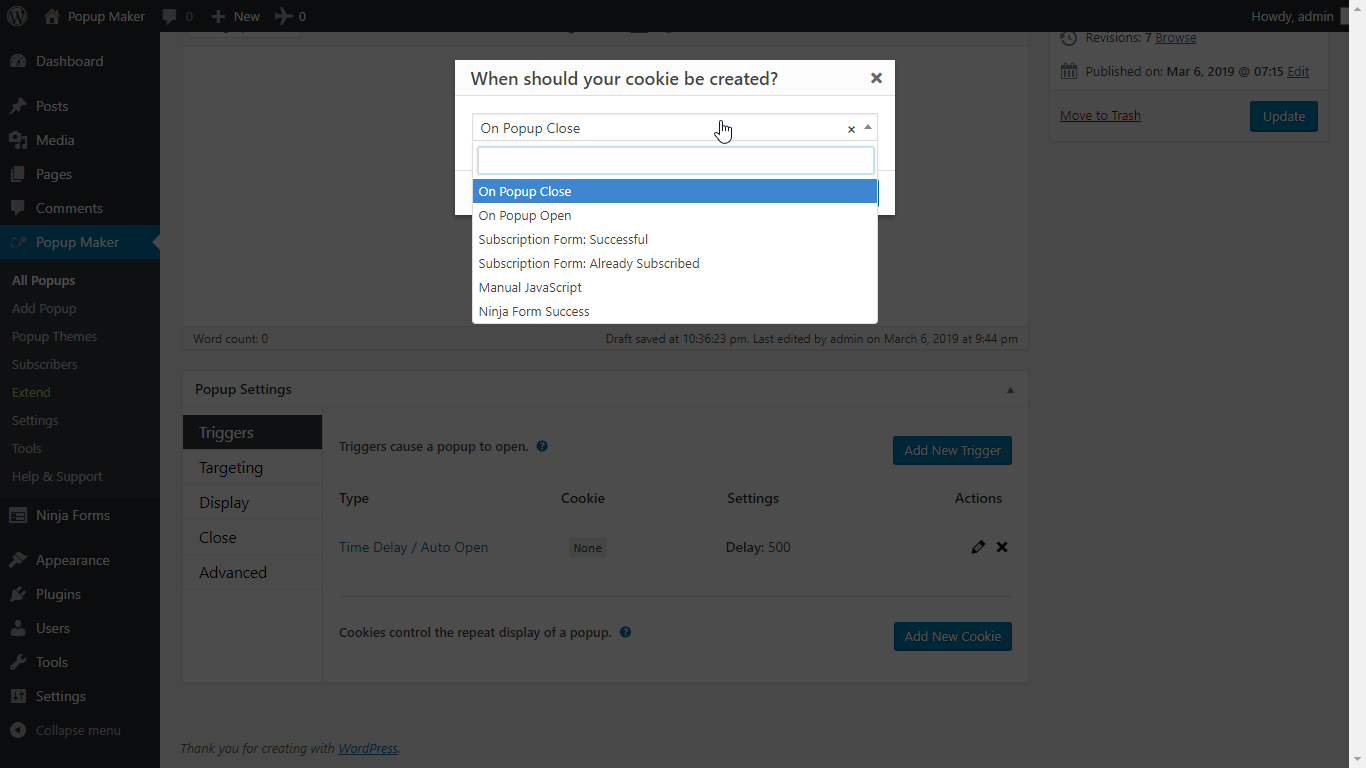 Popup Maker 0 New 0 Howdy, admin
Dashboard
Posts
Media
Pages
Comments
Popup Maker
All Popups
Add Popup
Popup Themes
Subscribers
Extend
Settings
Tools
Help & Support
Ninja Forms
Appearance
Plugins
Users
Tools
Settings
Collapse menu
When should your cookie be created?
On Popup Close
On Popup Close
On Popup Open
Subscription Form: Successful
Subscription Form: Already Subscribed
Manual JavaScript
Ninja Form Success
Revisions: 7 Browse
Published on: Mar 6, 2019 @ 07:15 Edit
Move to Trash Update
Word count: 0 Draft saved at 10:36:23 pm. Last edited by admin on March 6, 2019 at 9:44 pm
Popup Settings
Triggers
Targeting
Display
Close
Advanced
Triggers cause a popup to open. Add New Trigger
Type Cookie Settings Actions
Time Delay / Auto Open None Delay: 500
Cookies control the repeat display of a popup. Add New Cookie
Thank you for creating with WordPress.